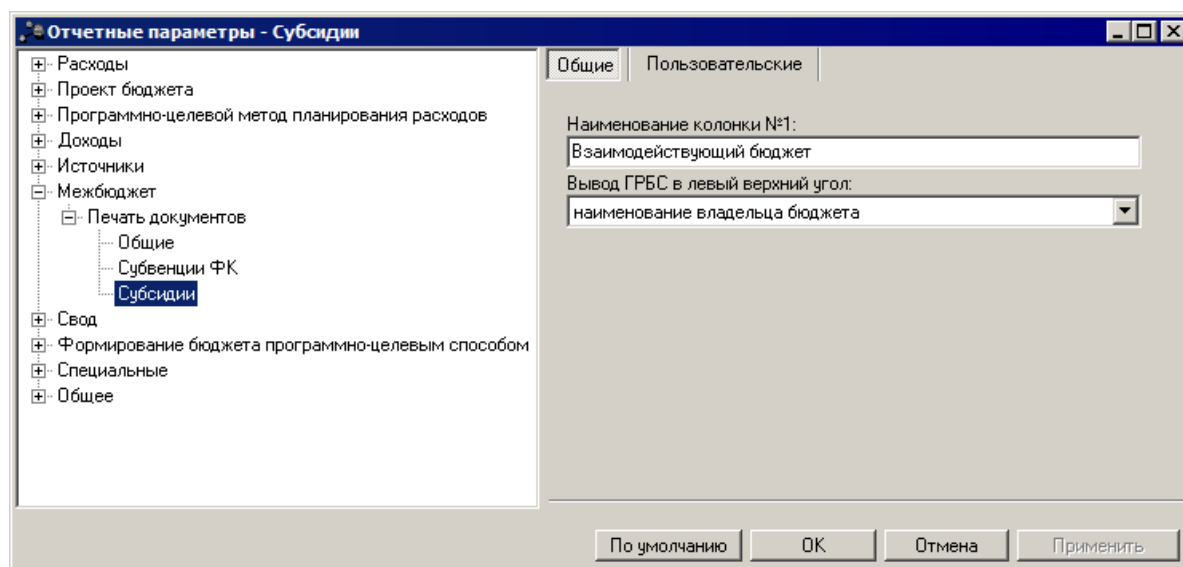 Отчетные параметры - Субсидии
Расходы
Проект бюджета
Программно-целевой метод планирования расходов
Доходы
Источники
Межбюджет
Печать документов
Общие
Субвенции ФК
Субсидии
Свод
Формирование бюджета программно-целевым способом
Специальные
Общее
Общие
Пользовательские
Наименование колонки №1:
Взаимодействующий бюджет
Вывод ГРБС в левый верхний угол:
наименование владельца бюджета
По умолчанию
OK
Отмена
Применить